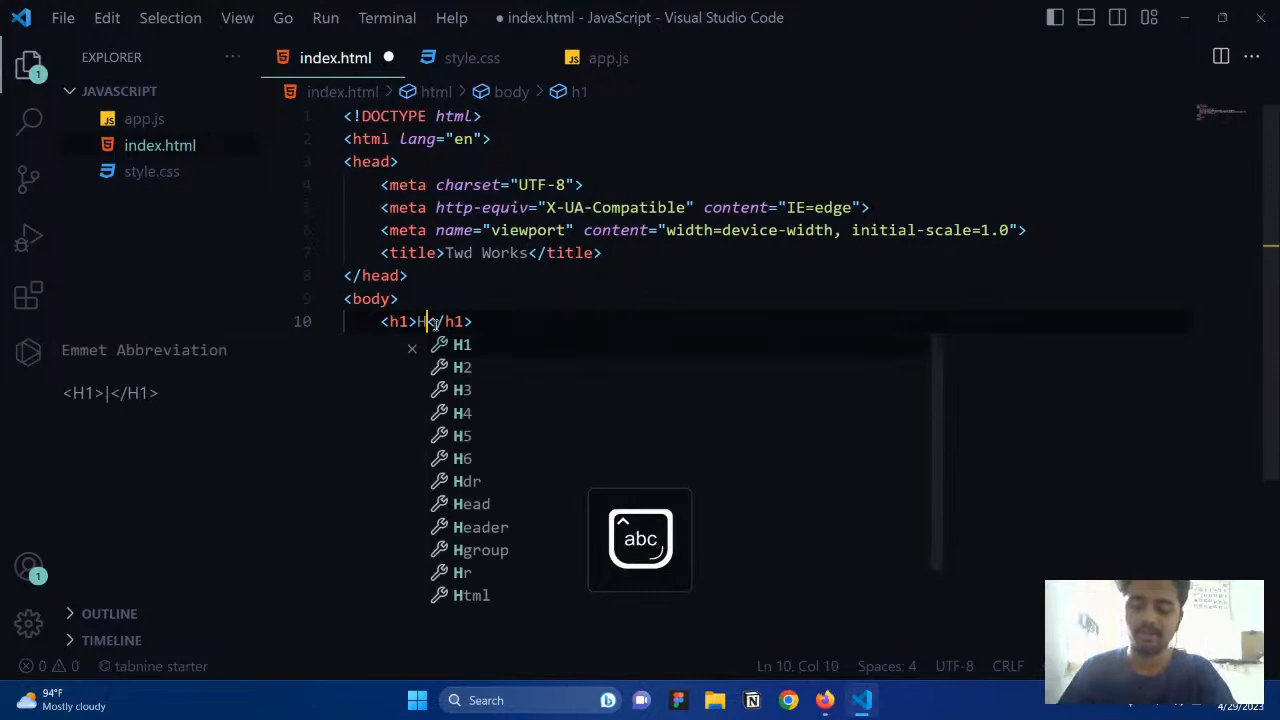 File Edit Selection View Go Run Terminal Help ● index.html - JavaScript - Visual Studio Code
EXPLORER ··· index.html ● style.css JS app.js
1
JAVASCRIPT
JS app.js
index.html
style.css
index.html > html > body > h1
1 <!DOCTYPE html>
2 <html lang="en">
3 <head>
4 <meta charset="UTF-8">
5 <meta http-equiv="X-UA-Compatible" content="IE=edge">
6 <meta name="viewport" content="width=device-width, initial-scale=1.0">
7 <title>Twd Works</title>
8 </head>
9 <body>
10 <h1>H</h1>
Emmet Abbreviation ×
<H1>|</H1>
H1
H2
H3
H4
H5
H6
Hdr
Head
Header
Hgroup
Hr
Html
abc
1
OUTLINE
TIMELINE
0 0 tabnine starter Ln 10, Col 10 Spaces: 4 UTF-8 CRLF
94°F
Mostly cloudy
Search